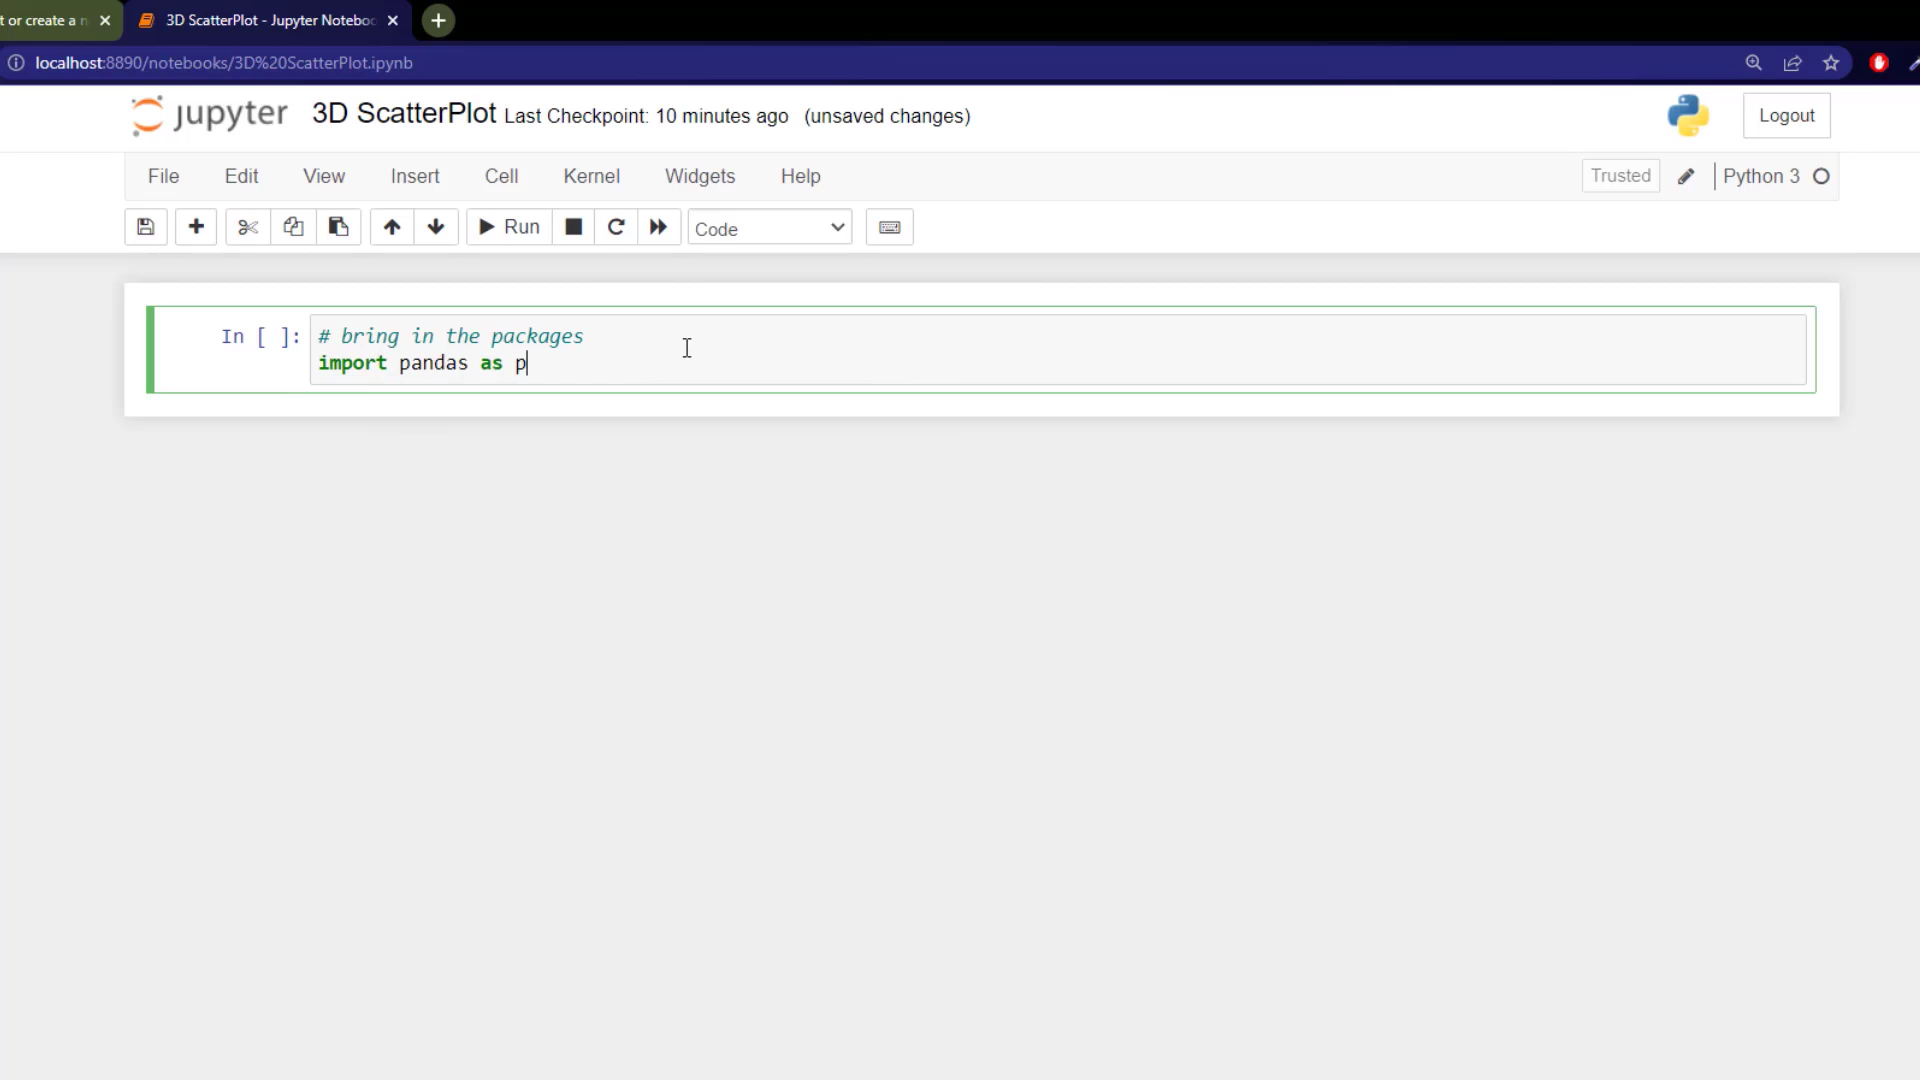 t or create a n
3D ScatterPlot - Jupyter Noteboo
localhost:8890/notebooks/3D%20ScatterPlot.ipynb
jupyter 3D ScatterPlot Last Checkpoint: 10 minutes ago (unsaved changes)
Logout
File Edit View Insert Cell Kernel Widgets Help Trusted Python 3
Run Code
In [ ]: # bring in the packages
import pandas as p